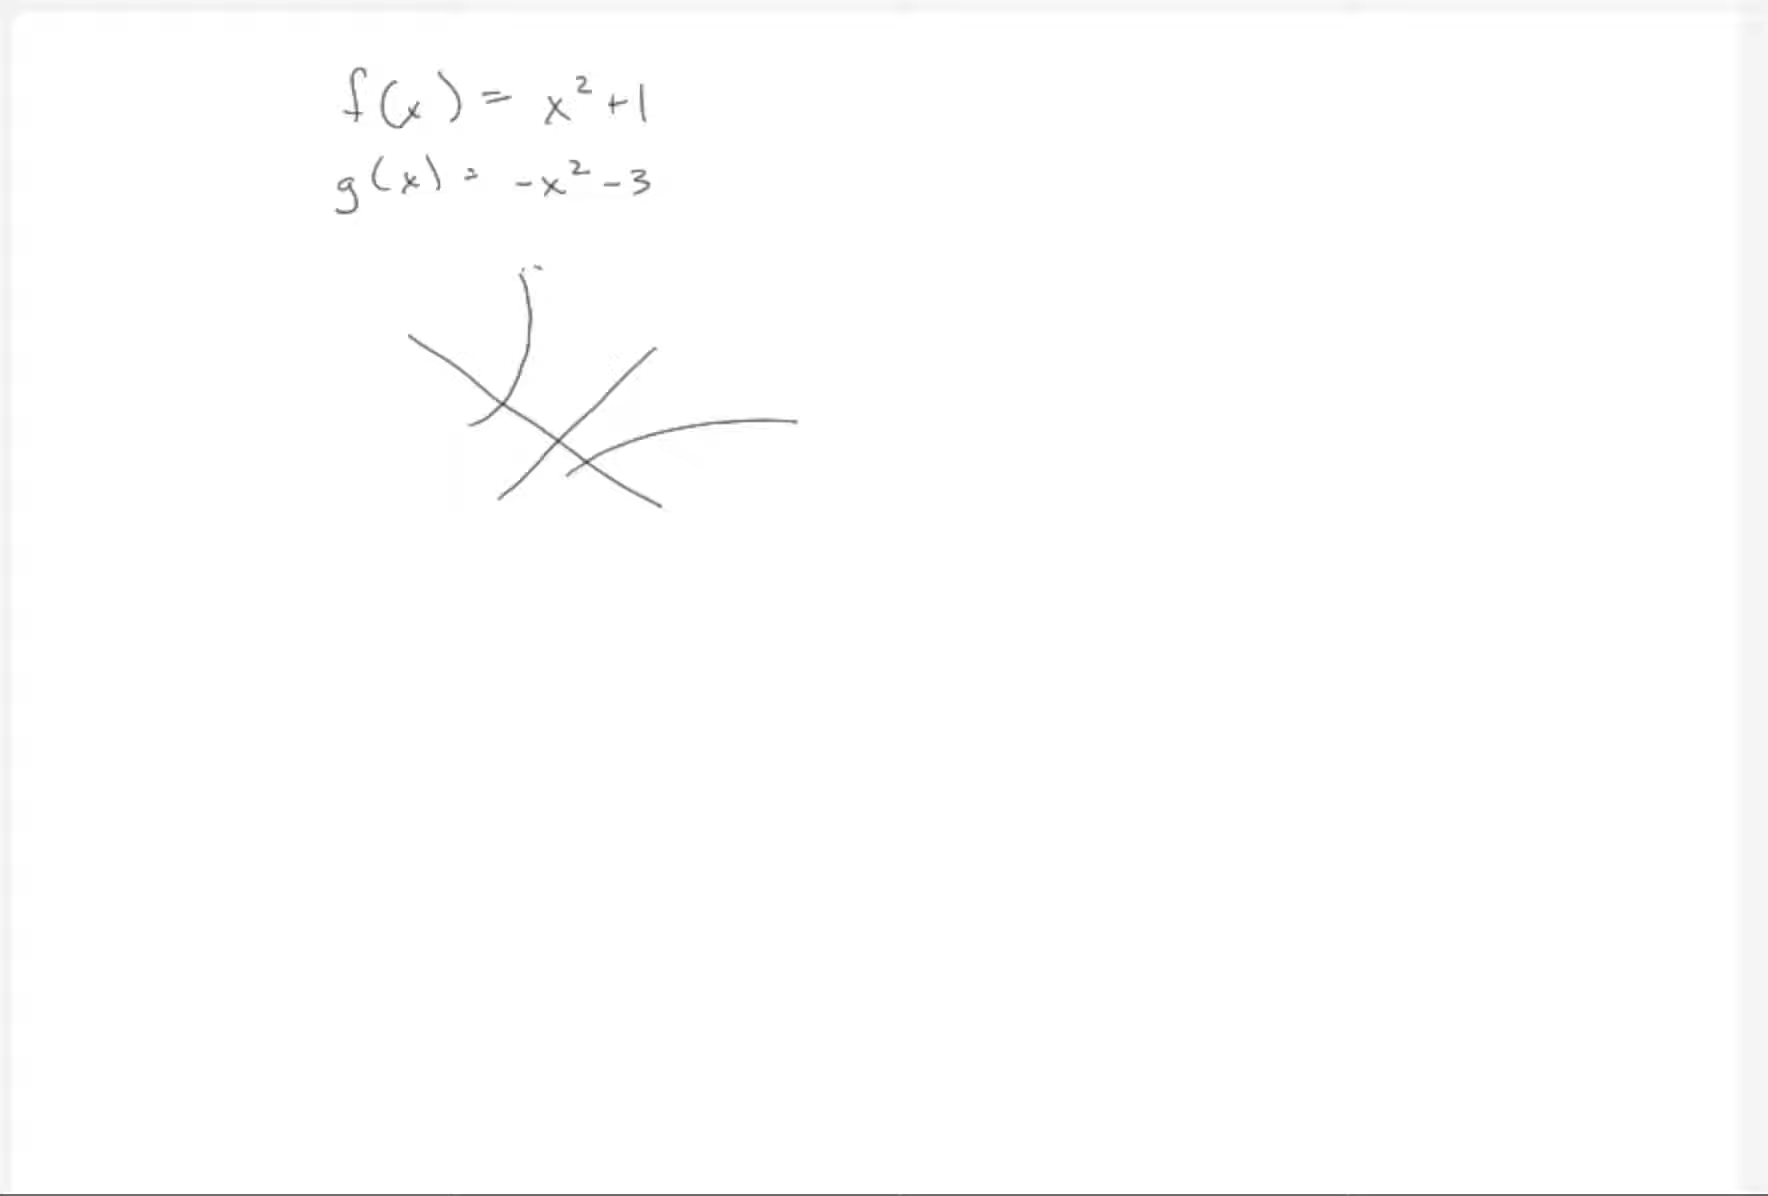 f(x) = x² + 1
g(x) = -x² - 3